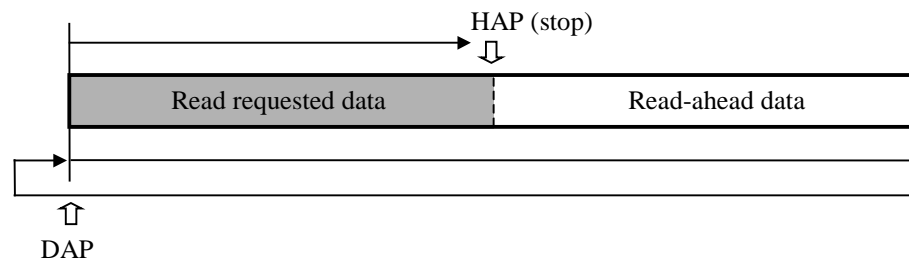 HAP (stop)
Read requested data
Read-ahead data
DAP